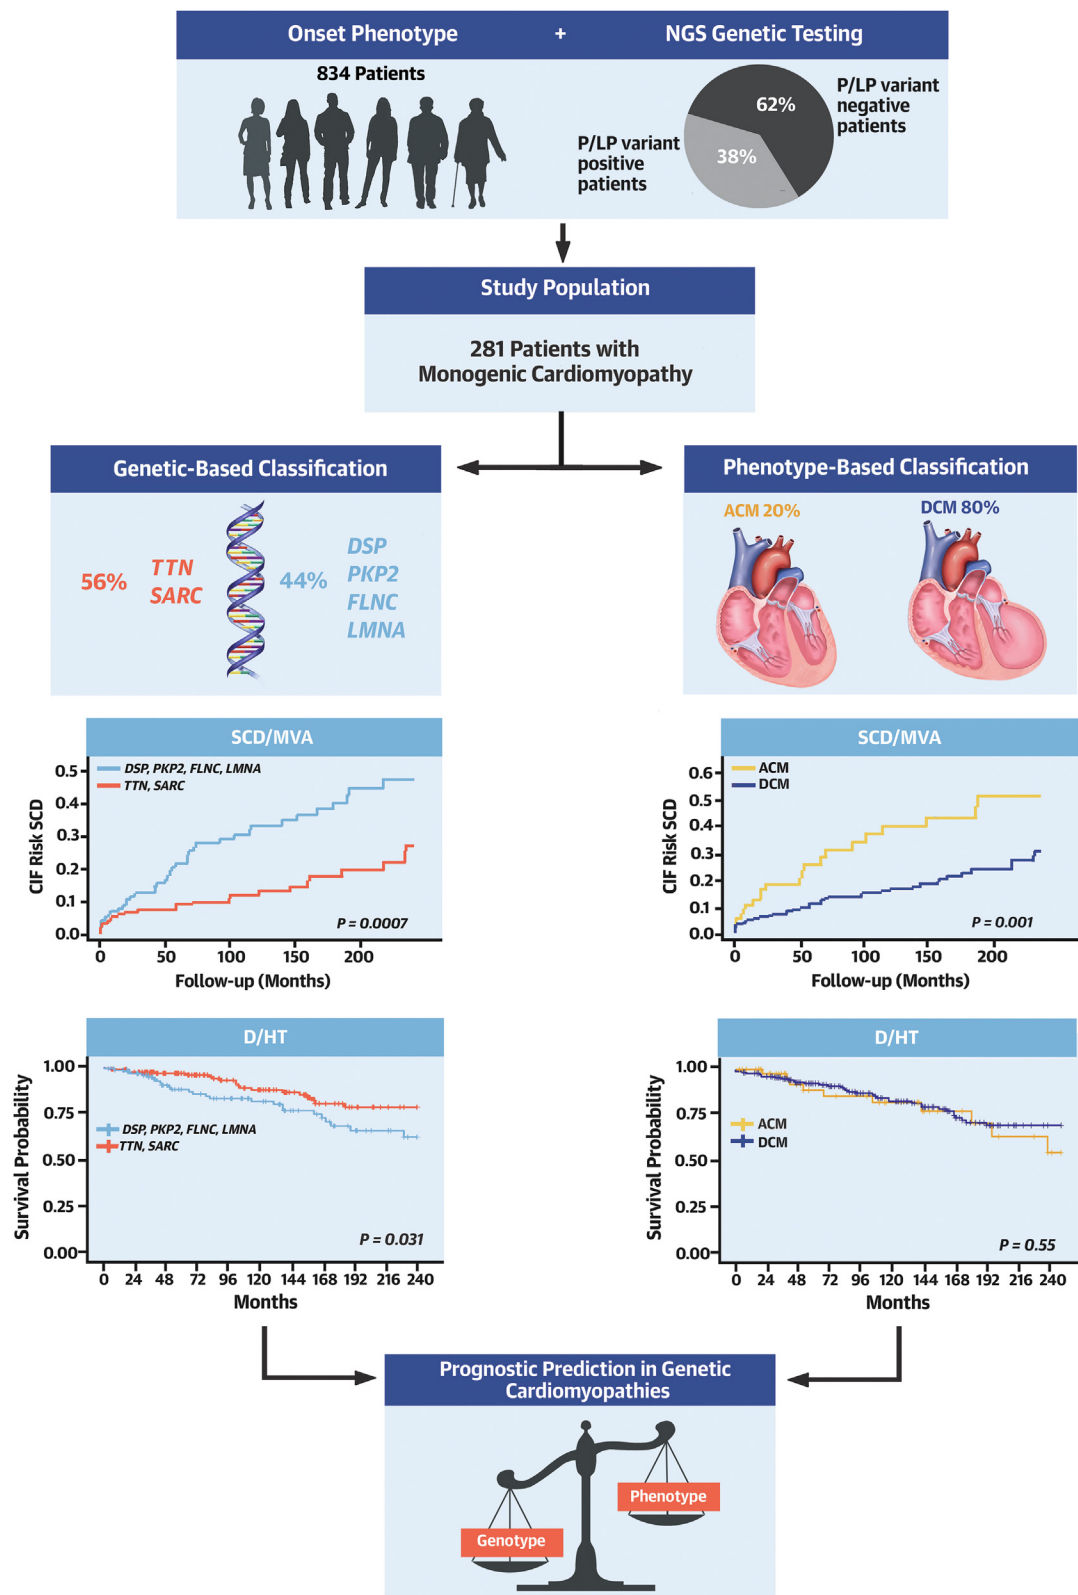 Onset Phenotype + NGS Genetic Testing
834 Patients
62%
38%
P/LP variant
negative
patients
P/LP variant
positive
patients
Study Population
281 Patients with
Monogenic Cardiomyopathy
Genetic-Based Classification
56%
TTN
SARC
44%
DSP
PKP2
FLNC
LMNA
Phenotype-Based Classification
ACM 20%
DCM 80%
SCD/MVA
DSP, PKP2, FLNC, LMNA
TTN, SARC
CIF Risk SCD
0.5
0.4
0.3
0.2
0.1
0.0
P = 0.0007
0 50 100 150 200
Follow-up (Months)
SCD/MVA
ACM
DCM
CIF Risk SCD
0.6
0.5
0.4
0.3
0.2
0.1
0.0
P = 0.001
0 50 100 150 200
Follow-up (Months)
D/HT
Survival Probability
1.00
0.75
0.50
0.25
0.00
DSP, PKP2, FLNC, LMNA
TTN, SARC
P = 0.031
0 24 48 72 96 120 144 168 192 216 240
Months
D/HT
Survival Probability
1.00
0.75
0.50
0.25
0.00
ACM
DCM
P = 0.55
0 24 48 72 96 120 144 168 192 216 240
Months
Prognostic Prediction in Genetic
Cardiomyopathies
Phenotype
Genotype